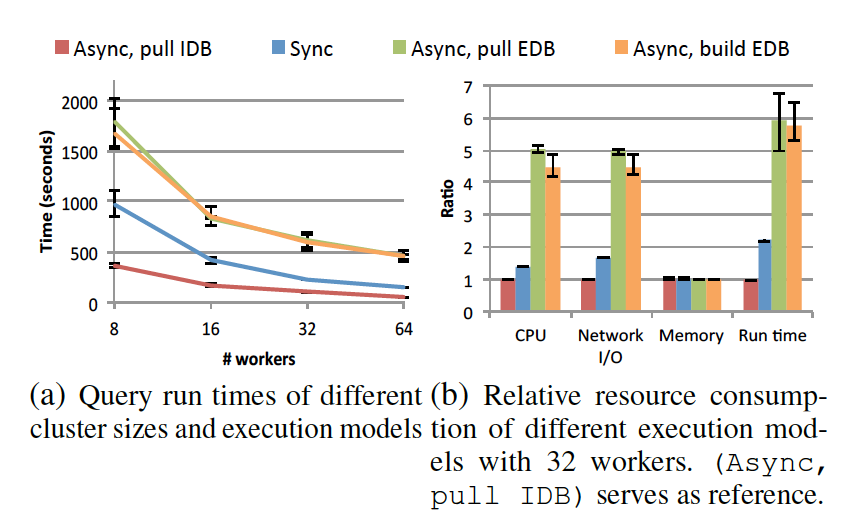 Async, pull IDB Sync Async, pull EDB Async, build EDB
Time (seconds)
2000
1500
1000
500
0
8 16 32 64
# workers
Ratio
7
6
5
4
3
2
1
0
CPU Network I/O Memory Run time
(a) Query run times of different
cluster sizes and execution models
(b) Relative resource consump-
tion of different execution mod-
els with 32 workers. (Async,
pull IDB) serves as reference.